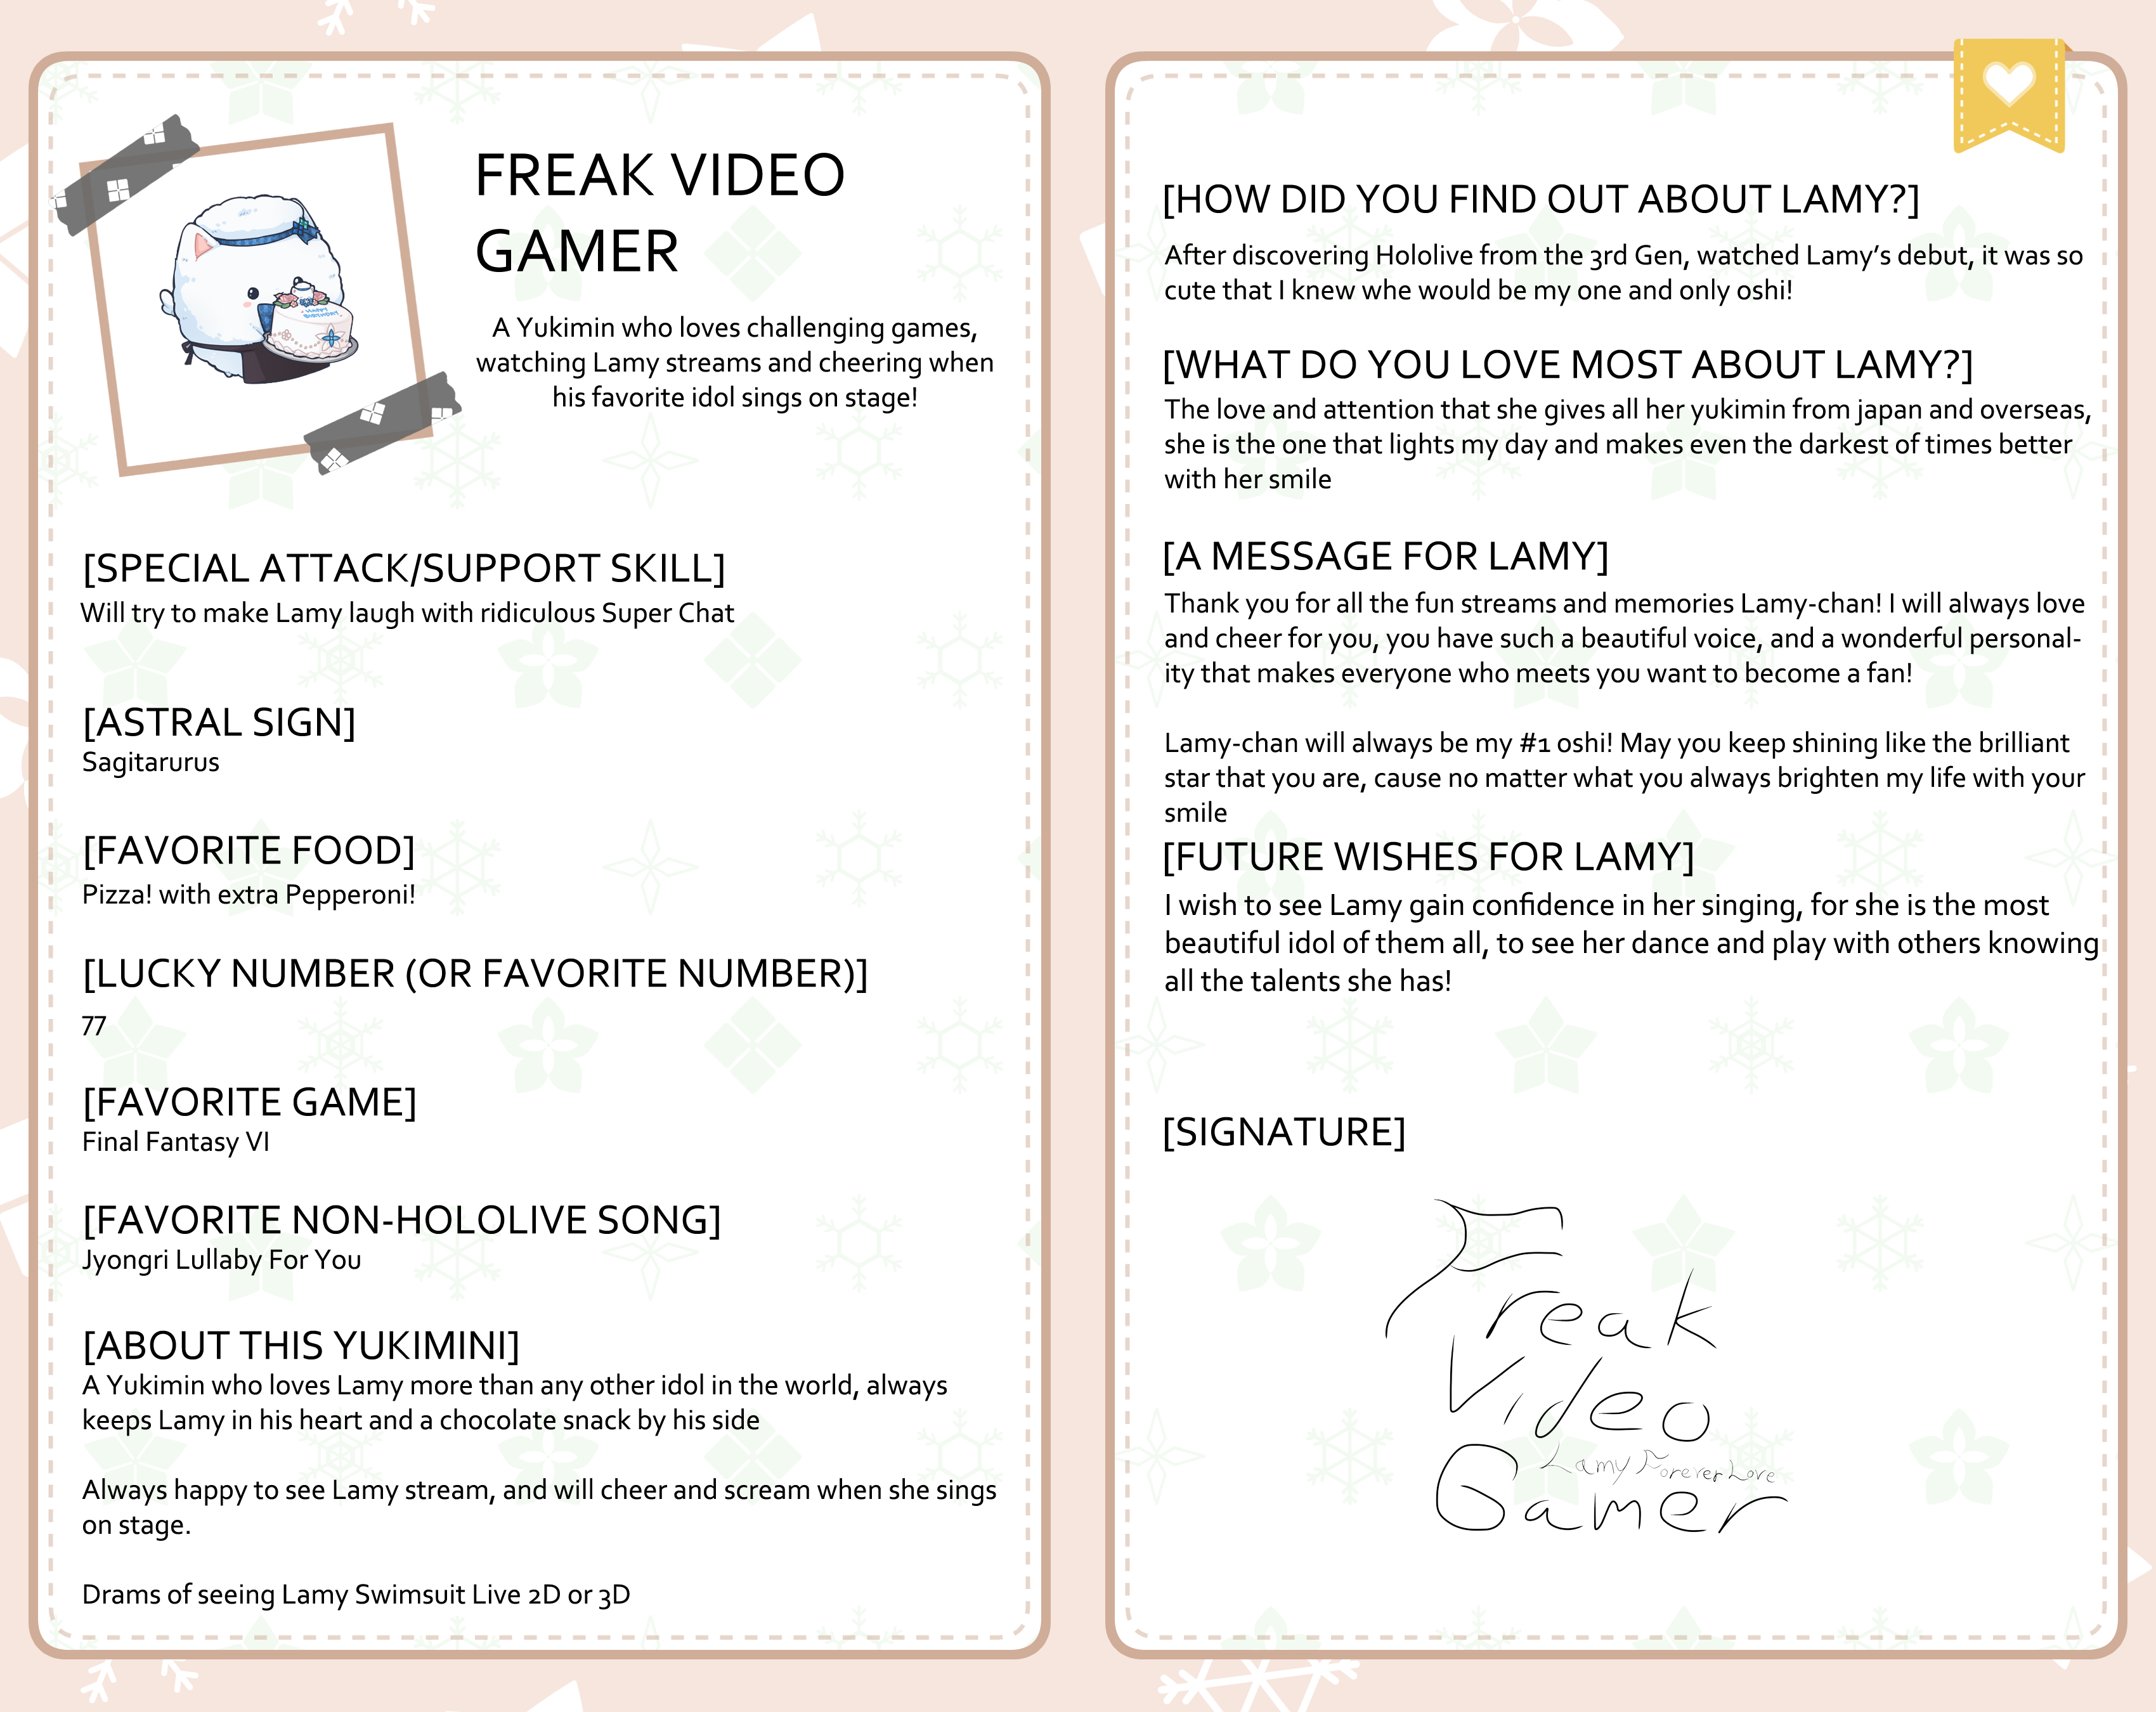 FREAK VIDEO
GAMER
A Yukimin who loves challenging games,
watching Lamy streams and cheering when
his favorite idol sings on stage!
HAPPY
BIRTHDAY
[SPECIAL ATTACK/SUPPORT SKILL]
Will try to make Lamy laugh with ridiculous Super Chat
[ASTRAL SIGN]
Sagitarurus
[FAVORITE FOOD]
Pizza! with extra Pepperoni!
[LUCKY NUMBER (OR FAVORITE NUMBER)]
77
[FAVORITE GAME]
Final Fantasy VI
[FAVORITE NON-HOLOLIVE SONG]
Jyongri Lullaby For You
[ABOUT THIS YUKIMINI]
A Yukimin who loves Lamy more than any other idol in the world, always
keeps Lamy in his heart and a chocolate snack by his side
Always happy to see Lamy stream, and will cheer and scream when she sings
on stage.
Drams of seeing Lamy Swimsuit Live 2D or 3D
[HOW DID YOU FIND OUT ABOUT LAMY?]
After discovering Hololive from the 3rd Gen, watched Lamy's debut, it was so
cute that I knew whe would be my one and only oshi!
[WHAT DO YOU LOVE MOST ABOUT LAMY?]
The love and attention that she gives all her yukimin from japan and overseas,
she is the one that lights my day and makes even the darkest of times better
with her smile
[A MESSAGE FOR LAMY]
Thank you for all the fun streams and memories Lamy-chan! I will always love
and cheer for you, you have such a beautiful voice, and a wonderful personal-
ity that makes everyone who meets you want to become a fan!
Lamy-chan will always be my #1 oshi! May you keep shining like the brilliant
star that you are, cause no matter what you always brighten my life with your
smile
[FUTURE WISHES FOR LAMY]
I wish to see Lamy gain confidence in her singing, for she is the most
beautiful idol of them all, to see her dance and play with others knowing
all the talents she has!
[SIGNATURE]
Freak
Video
Lamy Forever Love
Gamer